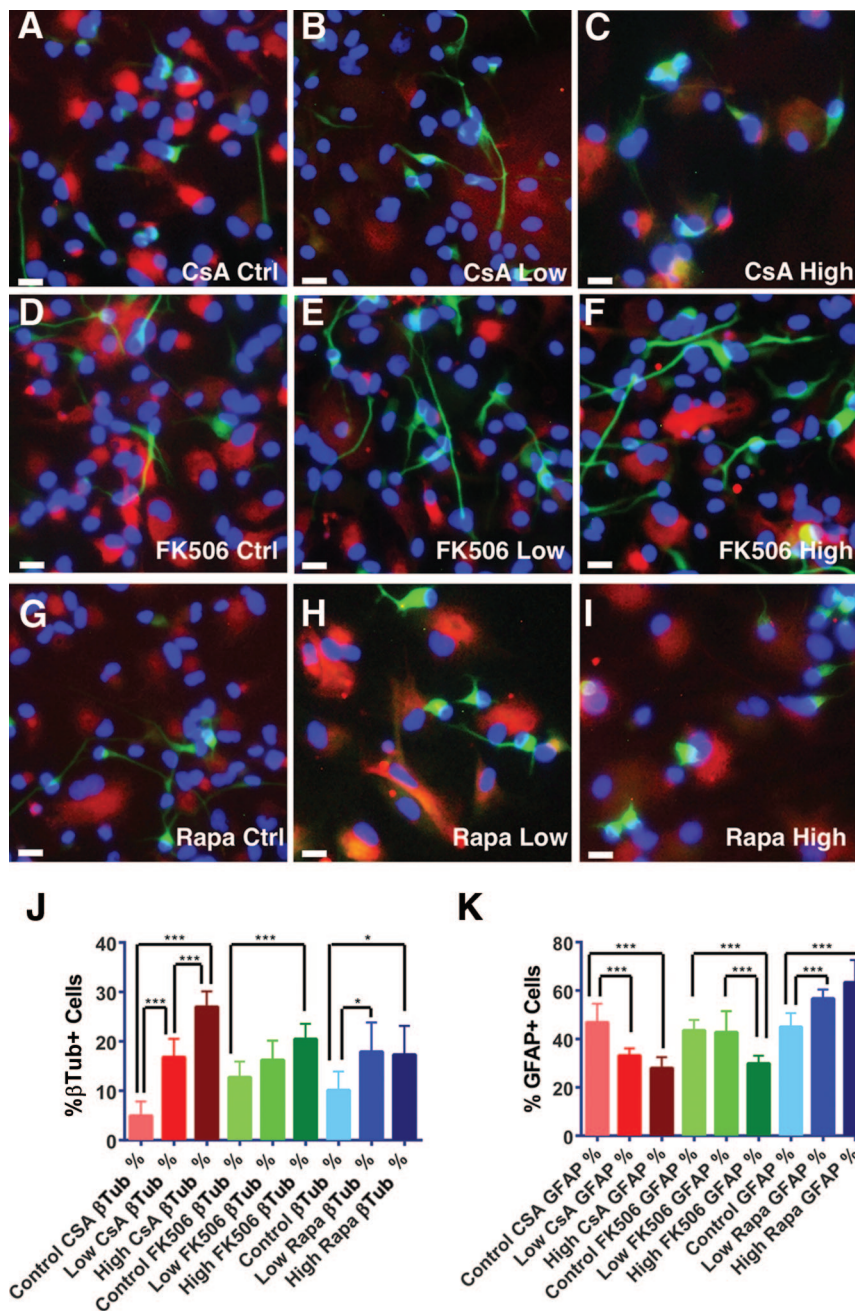 A
B
C
CsA Ctrl
CsA Low
CsA High
D
E
F
FK506 Ctrl
FK506 Low
FK506 High
G
H
I
Rapa Ctrl
Rapa Low
Rapa High
J
K
%βTub+ Cells
40
30
20
10
0
***
***
***
***
*
*
Control CSA βTub %
Low CsA βTub %
High CsA βTub %
Control FK506 βTub %
Low FK506 βTub %
High FK506 βTub %
Control βTub %
Low Rapa βTub %
High Rapa βTub %
% GFAP+ Cells
80
60
40
20
0
***
***
***
***
***
***
Control CSA GFAP %
Low CsA GFAP %
High CsA GFAP %
Control FK506 GFAP %
Low FK506 GFAP %
High FK506 GFAP %
Control GFAP %
Low Rapa GFAP %
High Rapa GFAP %